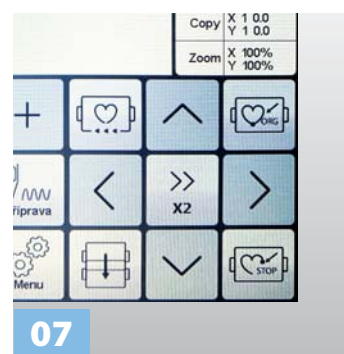 Copy X 1 0.0
Y 1 0.0
Zoom X 100%
Y 100%
ORG
X2
říprava
Menu
STOP
07